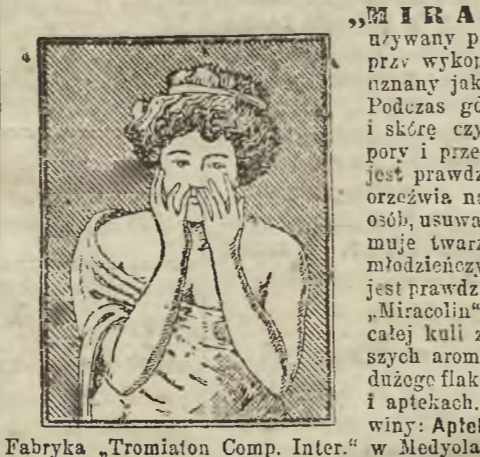 „MIRA
używany p
przy wykop
uznany jak
Podczas gó
i skórę czy
pory i prze
jest prawdz
orzeźwia na
osób, usuwa
muje twarz
młodzieńczy
jest prawdz
„Miracolin“
całej kuli z
szych arom
dużego flak
i aptekach.
winy: Aptek
Fabryka „Tromiaton Comp. Inter.“ w Medyola